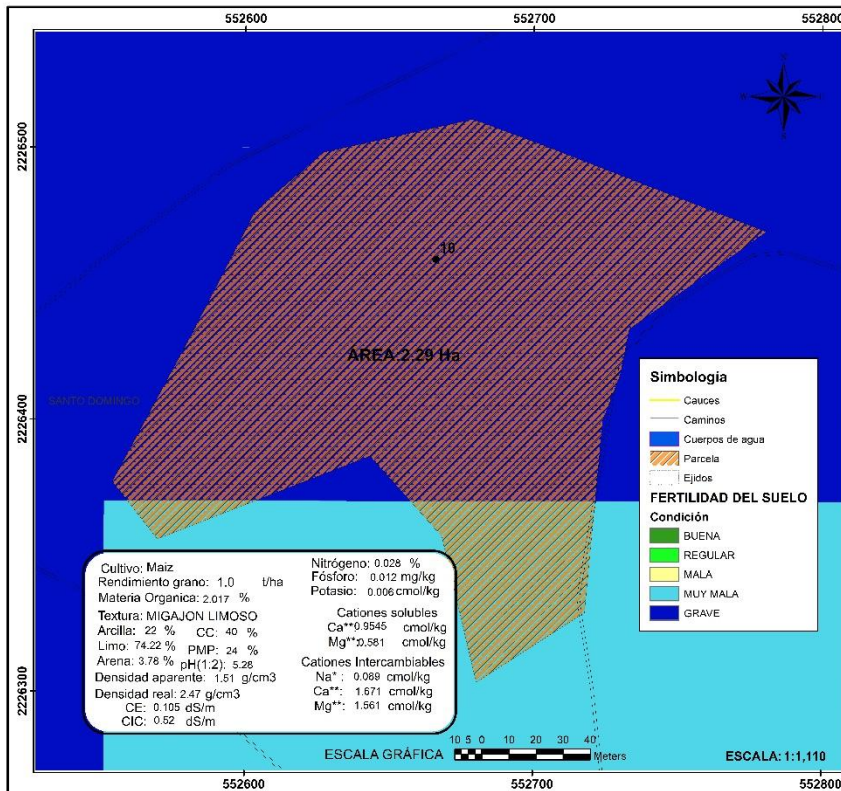 552600 552700 552800
2226500
2226400
2226300
10
AREA:2.29 Ha
SANTO DOMINGO
Simbología
Cauces
Caminos
Cuerpos de agua
Parcela
Ejidos
FERTILIDAD DEL SUELO
Condición
BUENA
REGULAR
MALA
MUY MALA
GRAVE
Cultivo: Maiz
Rendimiento grano: 1.0 t/ha
Materia Organica: 2.017 %
Textura: MIGAJON LIMOSO
Arcilla: 22 % CC: 40 %
Limo: 74.22 % PMP: 24 %
Arena: 3.78 % pH(1:2): 5.28
Densidad aparente: 1.51 g/cm3
Densidad real: 2.47 g/cm3
CE: 0.105 dS/m
CIC: 0.52 dS/m
Nitrógeno: 0.028 %
Fósforo: 0.012 mg/kg
Potasio: 0.006 cmol/kg
Cationes solubles
Ca**:0.9545 cmol/kg
Mg**:0.581 cmol/kg
Cationes Intercambiables
Na*: 0.089 cmol/kg
Ca**: 1.671 cmol/kg
Mg**: 1.561 cmol/kg
ESCALA GRÁFICA
10 5 0 10 20 30 40
Meters
ESCALA: 1:1,110
552600 552700 552800